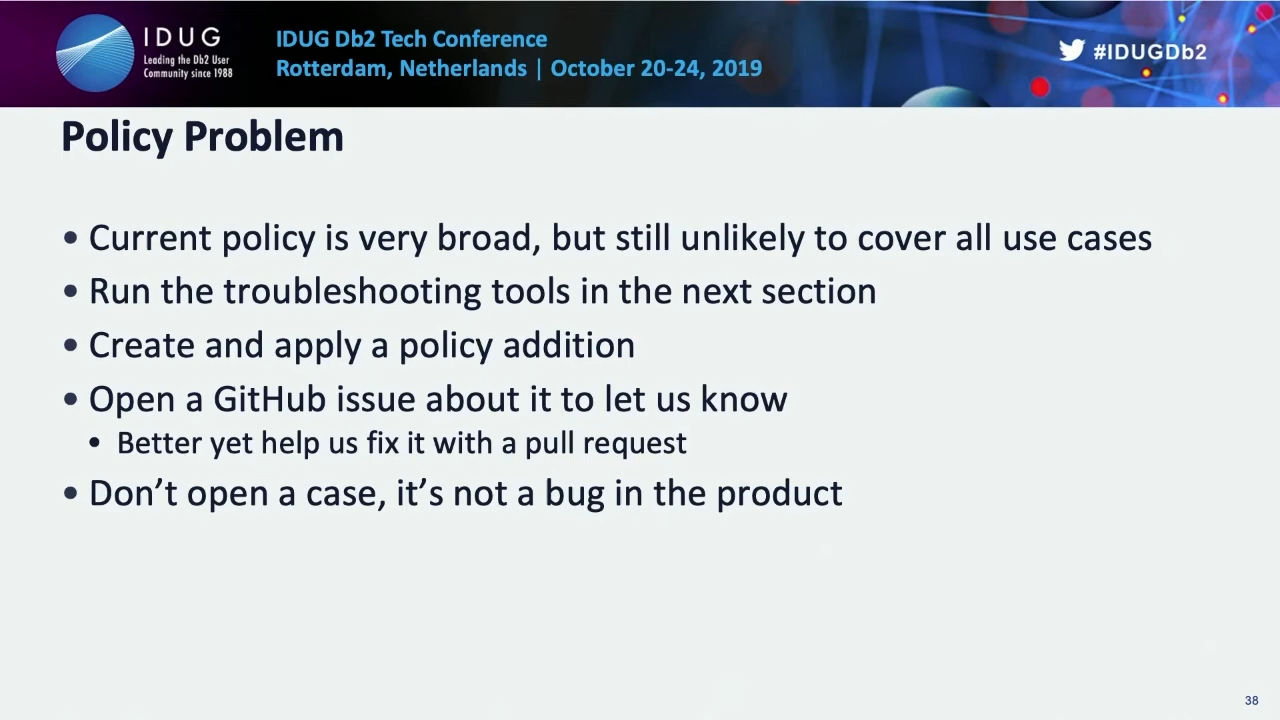 IDUG
Leading the Db2 User
Community since 1988
IDUG Db2 Tech Conference
Rotterdam, Netherlands | October 20-24, 2019
#IDUGDb2
Policy Problem
• Current policy is very broad, but still unlikely to cover all use cases
• Run the troubleshooting tools in the next section
• Create and apply a policy addition
• Open a GitHub issue about it to let us know
• Better yet help us fix it with a pull request
• Don’t open a case, it’s not a bug in the product
38